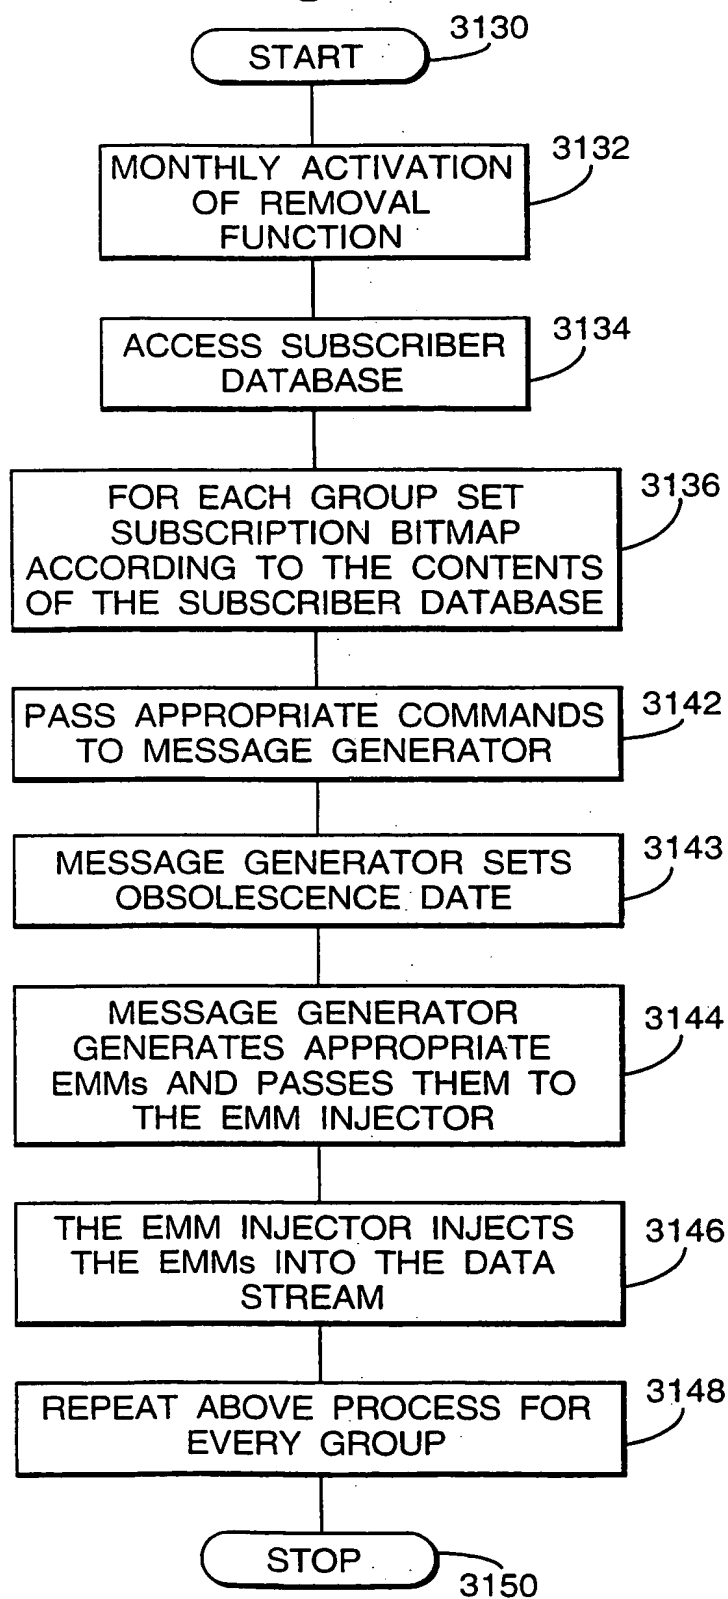 3130
START
3132
MONTHLY ACTIVATION
OF REMOVAL
FUNCTION
3134
ACCESS SUBSCRIBER
DATABASE
3136
FOR EACH GROUP SET
SUBSCRIPTION BITMAP
ACCORDING TO THE CONTENTS
OF THE SUBSCRIBER DATABASE
3142
PASS APPROPRIATE COMMANDS
TO MESSAGE GENERATOR
3143
MESSAGE GENERATOR SETS
OBSOLESCENCE DATE
3144
MESSAGE GENERATOR
GENERATES APPROPRIATE
EMMs AND PASSES THEM TO
THE EMM INJECTOR
3146
THE EMM INJECTOR INJECTS
THE EMMs INTO THE DATA
STREAM
3148
REPEAT ABOVE PROCESS FOR
EVERY GROUP
STOP
3150